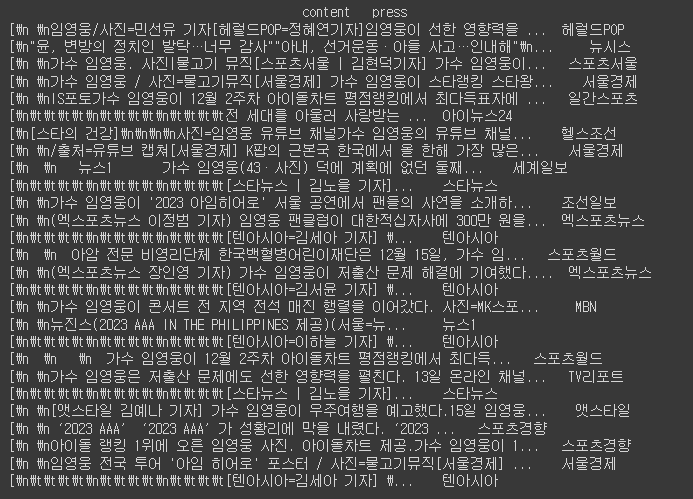 content press
[₩n ₩n임영웅/사진=민선유 기자[헤럴드POP=정혜연기자]임영웅이 선한 영향력을 ... 헤럴드POP
[₩n"윤, 변방의 정치인 발탁…너무 감사""아내, 선거운동·아들 사고…인내해"₩n... 뉴시스
[₩n ₩n가수 임영웅. 사진|물고기 뮤직[스포츠서울 | 김현덕기자] 가수 임영웅이... 스포츠서울
[₩n ₩n가수 임영웅 / 사진=물고기뮤직[서울경제] 가수 임영웅이 스타랭킹 스타왕... 서울경제
[₩n ₩nIS포토가수 임영웅이 12월 2주차 아이돌차트 평점랭킹에서 최다득표자에 ... 일간스포츠
[₩n₩t₩t₩t₩t₩n₩t₩t₩t₩t₩n₩t₩t₩t₩t전 세대를 아울러 사랑받는 ... 아이뉴스24
[₩n[스타의 건강]₩n₩n₩n₩n사진=임영웅 유튜브 채널가수 임영웅의 유튜브 채널... 헬스조선
[₩n ₩n/출처=유튜브 캡쳐[서울경제] K팝의 근본국 한국에서 올 한해 가장 많은... 서울경제
[₩n ₩n 뉴스1 가수 임영웅(43·사진) 덕에 계획에 없던 둘째... 세계일보
[₩n₩t₩t₩t₩t₩n₩t₩t₩t₩t₩n₩t₩t₩t₩t[스타뉴스 | 김노을 기자]... 스타뉴스
[₩n ₩n가수 임영웅이 '2023 아임히어로' 서울 공연에서 팬들의 사연을 소개하... 조선일보
[₩n ₩n(엑스포츠뉴스 이정범 기자) 임영웅 팬클럽이 대한적십자사에 300만 원을... 엑스포츠뉴스
[₩n₩t₩t₩t₩t₩n₩t₩t₩t₩t₩n₩t₩t₩t₩t[텐아시아=김세아 기자] ₩... 텐아시아
[₩n ₩n 아암 전문 비영리단체 한국백혈병어린이재단은 12월 15일, 가수 임... 스포츠월드
[₩n ₩n(엑스포츠뉴스 장인영 기자) 가수 임영웅이 저출산 문제 해결에 기여했다.... 엑스포츠뉴스
[₩n₩t₩t₩t₩t₩n₩t₩t₩t₩t₩n₩t₩t₩t₩t[텐아시아=김서윤 기자] ₩... 텐아시아
[₩n ₩n가수 임영웅이 콘서트 전 지역 전석 매진 행렬을 이어갔다. 사진=MK스포... MBN
[₩n ₩n뉴진스(2023 AAA IN THE PHILIPPINES 제공)(서울=뉴... 뉴스1
[₩n₩t₩t₩t₩t₩n₩t₩t₩t₩t₩n₩t₩t₩t₩t[텐아시아=이하늘 기자] ₩... 텐아시아
[₩n ₩n ₩n 가수 임영웅이 12월 2주차 아이돌차트 평점랭킹에서 최다득... 스포츠월드
[₩n ₩n가수 임영웅은 저출산 문제에도 선한 영향력을 펼친다. 13일 온라인 채널... TV리포트
[₩n₩t₩t₩t₩t₩n₩t₩t₩t₩t₩n₩t₩t₩t₩t[스타뉴스 | 김노을 기자]... 스타뉴스
[₩n ₩n[앳스타일 김예나 기자] 가수 임영웅이 우주여행을 예고했다.15일 임영웅... 앳스타일
[₩n ₩n ‘2023 AAA’ ‘2023 AAA’가 성황리에 막을 내렸다. ‘2023 ... 스포츠경향
[₩n ₩n아이돌 랭킹 1위에 오른 임영웅 사진. 아이돌차트 제공.가수 임영웅이 1... 스포츠경향
[₩n ₩n임영웅 전국 투어 '아임 히어로' 포스터 / 사진=물고기뮤직[서울경제] ... 서울경제
[₩n₩t₩t₩t₩t₩n₩t₩t₩t₩t₩n₩t₩t₩t₩t[텐아시아=김세아 기자] ₩... 텐아시아